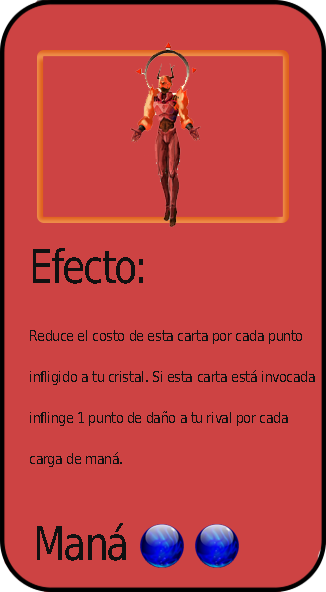 Efecto:
Reduce el costo de esta carta por cada punto
infligido a tu cristal. Si esta carta está invocada
inflinge 1 punto de daño a tu rival por cada
carga de maná.
Maná